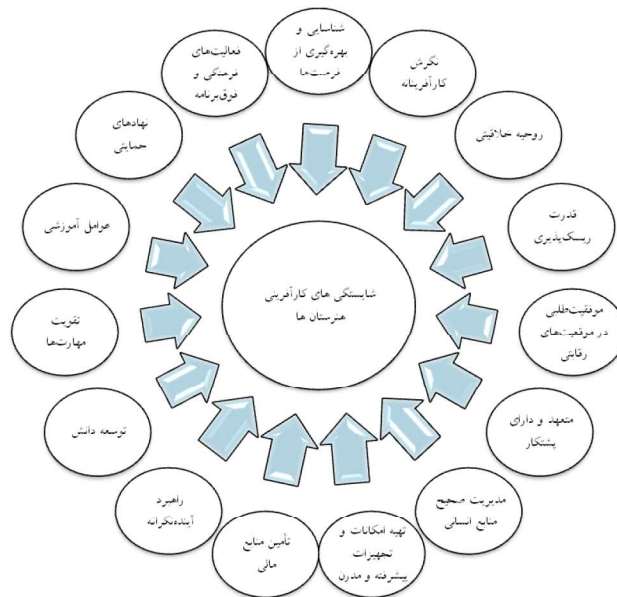 شناسایی و
بهره‌گیری از
فرصت‌ها
نگرش
کارآفرینانه
روحیه خلاقیتی
قدرت
ریسک‌پذیری
موفقیت‌طلبی
در موقعیت‌های
رقابتی
متعهد و دارای
پشتکار
مدیریت صحیح
منابع انسانی
تهیه امکانات و
تجهیزات
پیشرفته و مدرن
تأمین منابع
مالی
راهبرد
آینده‌نگرانه
توسعه دانش
تقویت
مهارت‌ها
عوامل آموزشی
نهادهای
حمایتی
فعالیت‌های
فرهنگی و
فوق‌برنامه
شایستگی های کارآفرینی
هنرستان ها